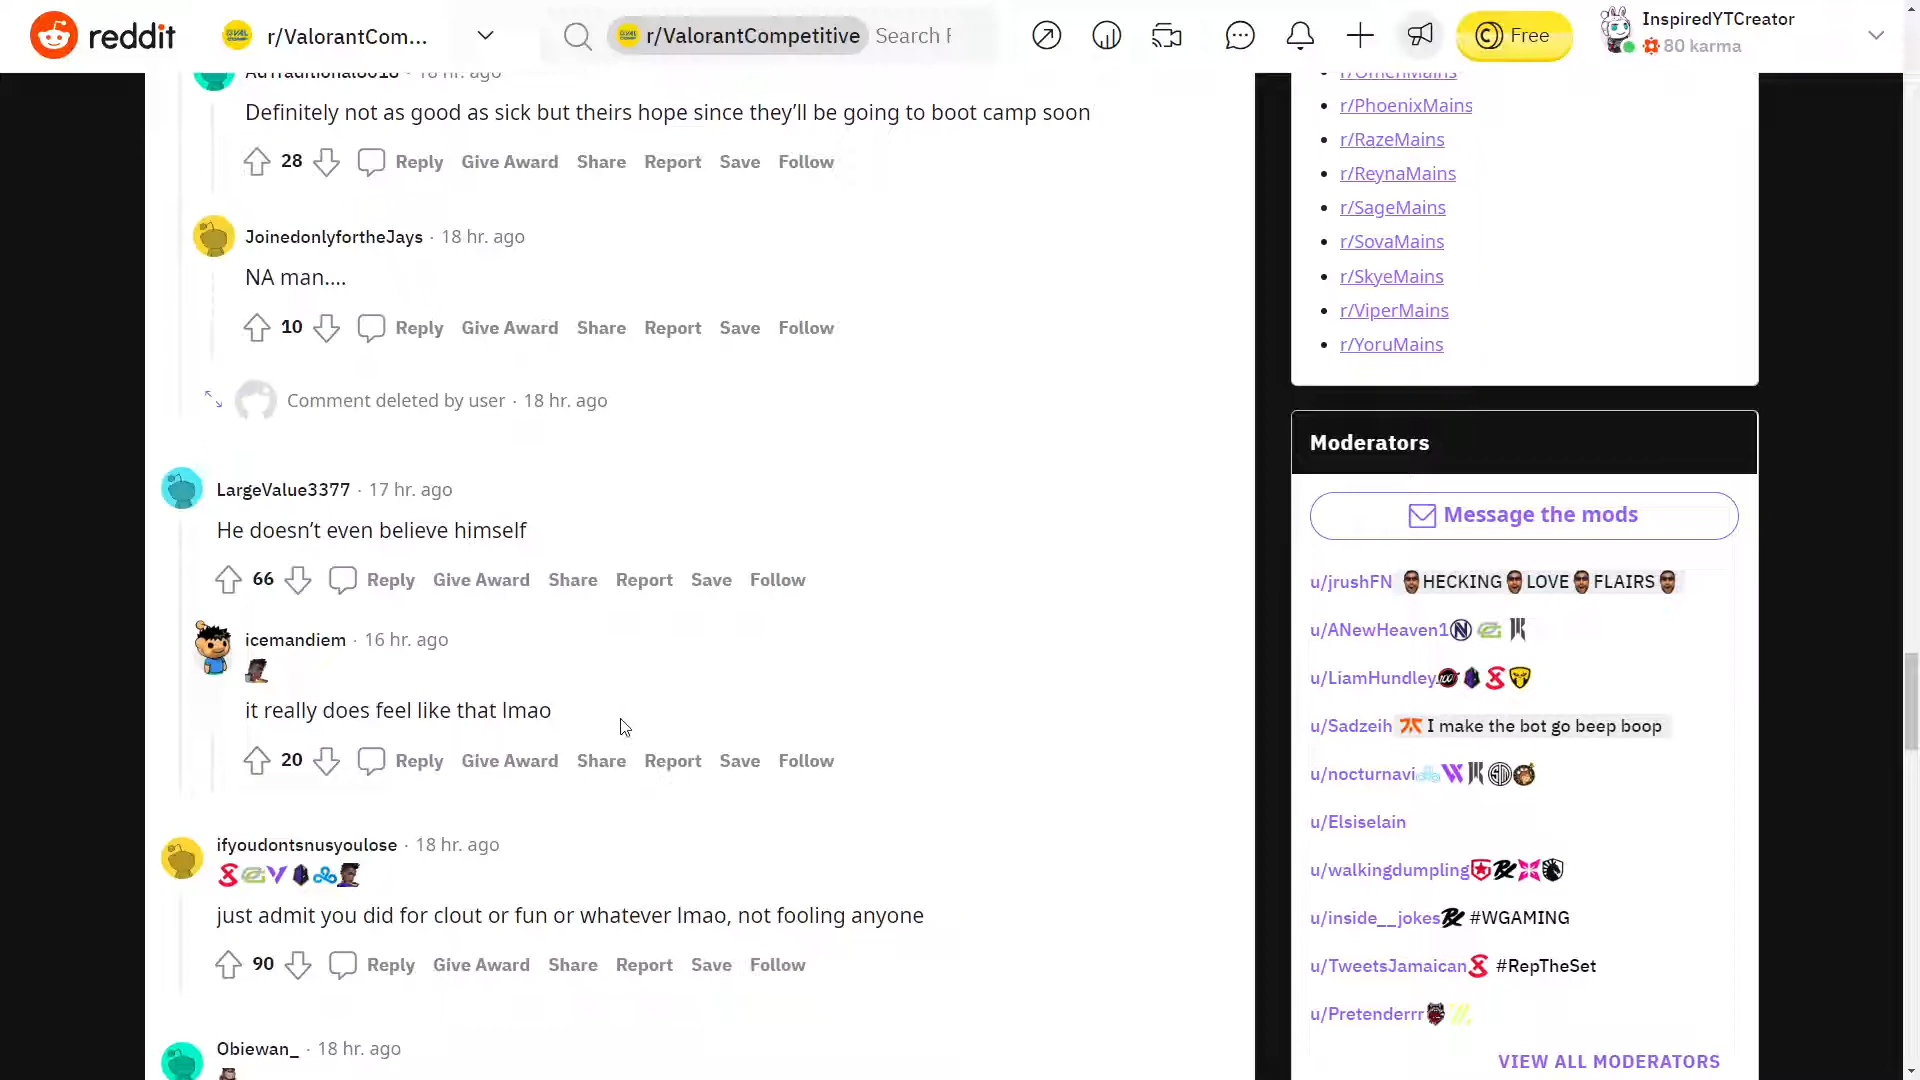 reddit
r/ValorantCom...
r/ValorantCompetitive
Free
InspiredYTCreator
80 karma
18 hr. ago
Definitely not as good as sick but theirs hope since they’ll be going to boot camp soon
28 Reply Give Award Share Report Save Follow
JoinedonlyfortheJays · 18 hr. ago
NA man....
10 Reply Give Award Share Report Save Follow
Comment deleted by user · 18 hr. ago
LargeValue3377 · 17 hr. ago
He doesn’t even believe himself
66 Reply Give Award Share Report Save Follow
icemandiem · 16 hr. ago
it really does feel like that lmao
20 Reply Give Award Share Report Save Follow
ifyoudontsnusyoulose · 18 hr. ago
just admit you did for clout or fun or whatever lmao, not fooling anyone
90 Reply Give Award Share Report Save Follow
Obiewan_ · 18 hr. ago
r/OmenMains
r/PhoenixMains
r/RazeMains
r/ReynaMains
r/SageMains
r/SovaMains
r/SkyeMains
r/ViperMains
r/YoruMains
Moderators
Message the mods
u/jrushFN HECKING LOVE FLAIRS
u/ANewHeaven1
u/LiamHundley
u/Sadzeih I make the bot go beep boop
u/nocturnavi
u/Elsiselain
u/walkingdumpling
u/inside__jokes #WGAMING
u/TweetsJamaican #RepTheSet
u/Pretenderrr
VIEW ALL MODERATORS